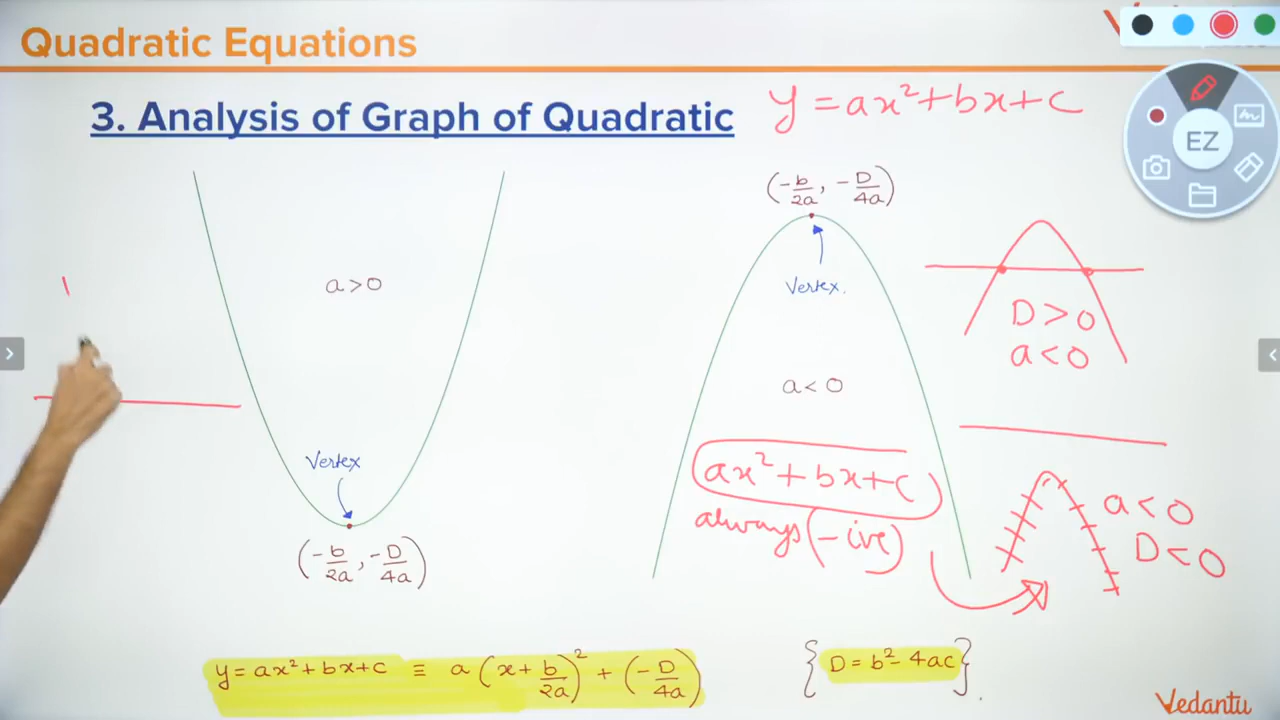 Quadratic Equations
3. Analysis of Graph of Quadratic
y = ax²+bx+c
EZ
(-b/2a, -D/4a)
Vertex.
a > 0
a < 0
D > 0
a < 0
Vertex
(-b/2a, -D/4a)
ax²+bx+c
always (-ive)
a < 0
D < 0
y = ax²+bx+c ≡ a(x+b/2a)² + (-D/4a)
{D = b²-4ac}.
Vedantu